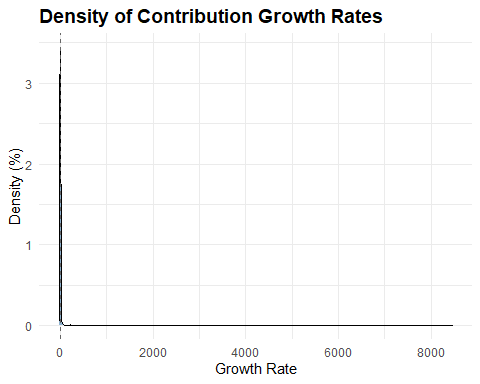 Density of Contribution Growth Rates
Density (%)
3
2
1
0
0 2000 4000 6000 8000
Growth Rate